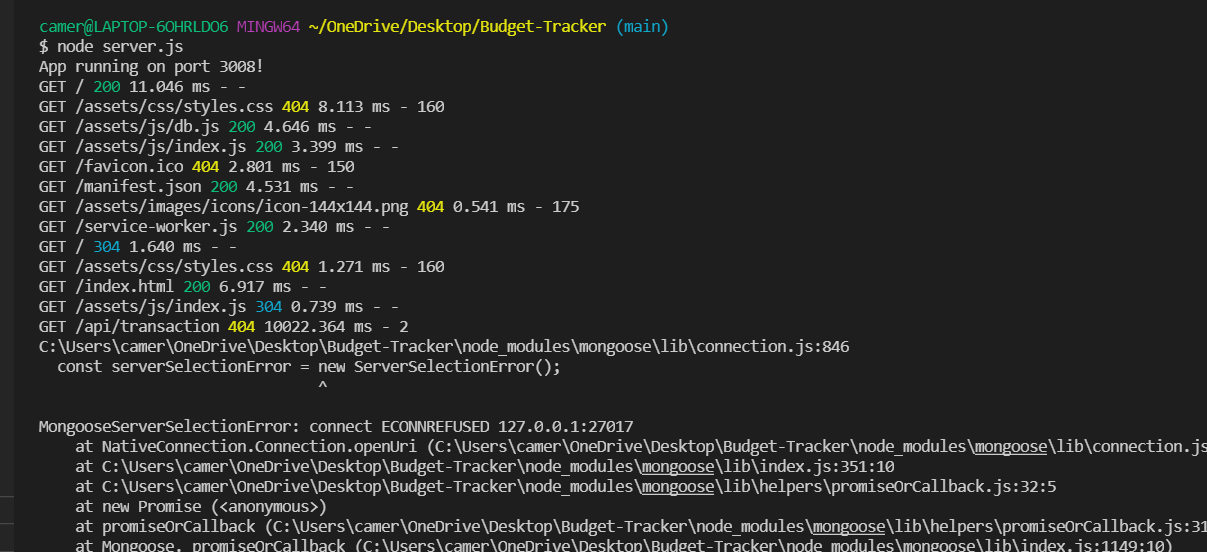 camer@LAPTOP-6OHRLDO6 MINGW64 ~/OneDrive/Desktop/Budget-Tracker (main)
$ node server.js
App running on port 3008!
GET / 200 11.046 ms - -
GET /assets/css/styles.css 404 8.113 ms - 160
GET /assets/js/db.js 200 4.646 ms - -
GET /assets/js/index.js 200 3.399 ms - -
GET /favicon.ico 404 2.801 ms - 150
GET /manifest.json 200 4.531 ms - -
GET /assets/images/icons/icon-144x144.png 404 0.541 ms - 175
GET /service-worker.js 200 2.340 ms - -
GET / 304 1.640 ms - -
GET /assets/css/styles.css 404 1.271 ms - 160
GET /index.html 200 6.917 ms - -
GET /assets/js/index.js 304 0.739 ms - -
GET /api/transaction 404 10022.364 ms - 2
C:\Users\camer\OneDrive\Desktop\Budget-Tracker\node_modules\mongoose\lib\connection.js:846
  const serverSelectionError = new ServerSelectionError();
                               ^
MongooseServerSelectionError: connect ECONNREFUSED 127.0.0.1:27017
    at NativeConnection.Connection.openUri (C:\Users\camer\OneDrive\Desktop\Budget-Tracker\node_modules\mongoose\lib\connection.js
    at C:\Users\camer\OneDrive\Desktop\Budget-Tracker\node_modules\mongoose\lib\index.js:351:10
    at C:\Users\camer\OneDrive\Desktop\Budget-Tracker\node_modules\mongoose\lib\helpers\promiseOrCallback.js:32:5
    at new Promise (<anonymous>)
    at promiseOrCallback (C:\Users\camer\OneDrive\Desktop\Budget-Tracker\node_modules\mongoose\lib\helpers\promiseOrCallback.js:31
    at Mongoose._promiseOrCallback (C:\Users\camer\OneDrive\Desktop\Budget-Tracker\node_modules\mongoose\lib\index.js:1149:10)